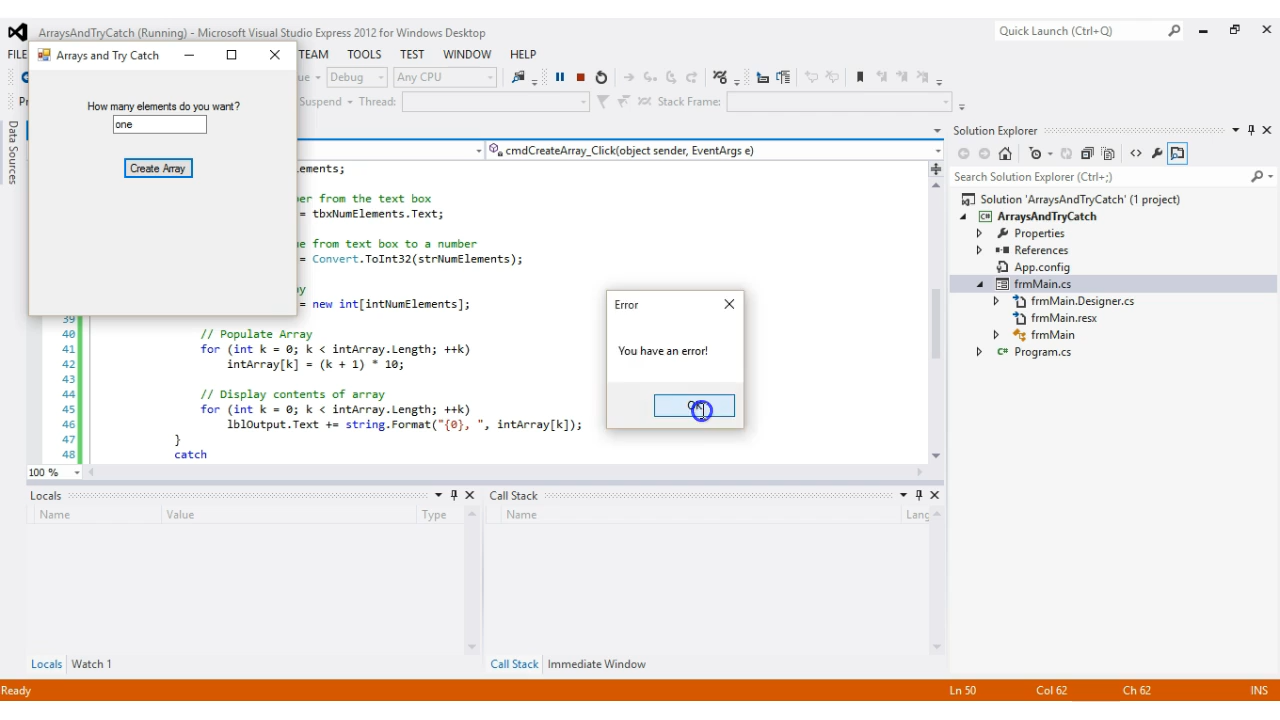 ArraysAndTryCatch (Running) - Microsoft Visual Studio Express 2012 for Windows Desktop
Quick Launch (Ctrl+Q)
FILE
Arrays and Try Catch
TEAM TOOLS TEST WINDOW HELP
Debug Any CPU
Suspend Thread: Stack Frame:
How many elements do you want?
one
Create Array
Data Sources
cmdCreateArray_Click(object sender, EventArgs e)
lements;
er from the text box
= tbxNumElements.Text;
e from text box to a number
= Convert.ToInt32(strNumElements);
y
= new int[intNumElements];
39
40 // Populate Array
41 for (int k = 0; k < intArray.Length; ++k)
42 intArray[k] = (k + 1) * 10;
43
44 // Display contents of array
45 for (int k = 0; k < intArray.Length; ++k)
46 lblOutput.Text += string.Format("{0}, ", intArray[k]);
47 }
48 catch
100 %
Error
You have an error!
OK
Solution Explorer
Search Solution Explorer (Ctrl+;)
Solution 'ArraysAndTryCatch' (1 project)
C# ArraysAndTryCatch
Properties
References
App.config
frmMain.cs
frmMain.Designer.cs
frmMain.resx
frmMain
C# Program.cs
Locals
Name Value Type
Call Stack
Name Lang
Locals Watch 1
Call Stack Immediate Window
Ready Ln 50 Col 62 Ch 62 INS